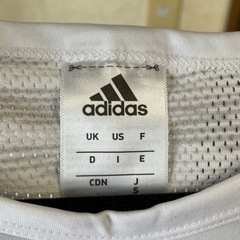 adidas
UK US F
D I E
CDN J
S